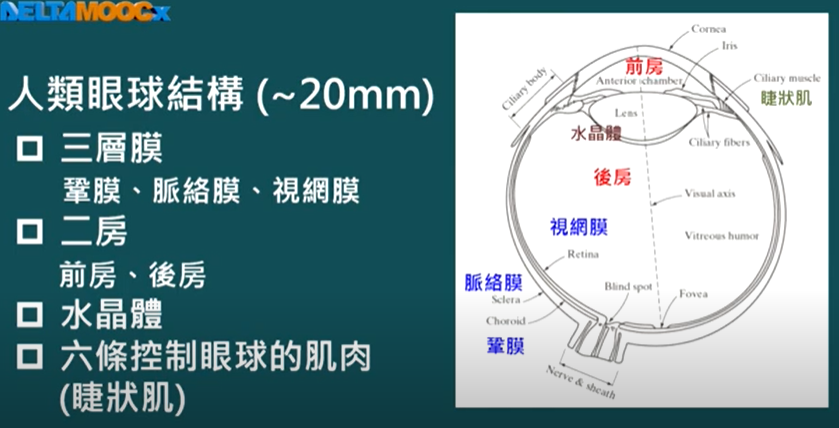 DELTAMOOCx
人類眼球結構 (~20mm)
三層膜
鞏膜、脈絡膜、視網膜
二房
前房、後房
水晶體
六條控制眼球的肌肉
(睫狀肌)
Cornea
Iris
前房
Anterior chamber
Ciliary body
Ciliary muscle
睫狀肌
Lens
水晶體
Ciliary fibers
後房
Visual axis
視網膜
Vitreous humor
Retina
脈絡膜
Blind spot
Sclera
Fovea
Choroid
鞏膜
Nerve & sheath